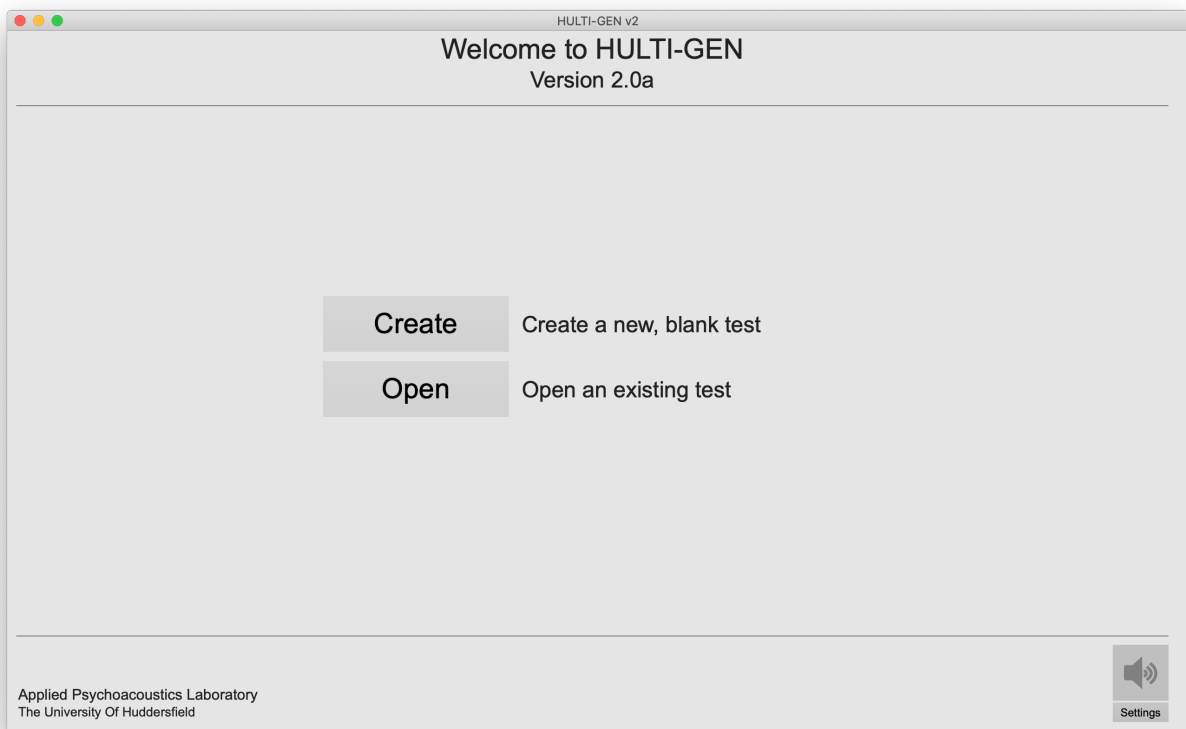 HULTI-GEN v2
Welcome to HULTI-GEN
Version 2.0a
Create
Create a new, blank test
Open
Open an existing test
Applied Psychoacoustics Laboratory
The University Of Huddersfield
Settings